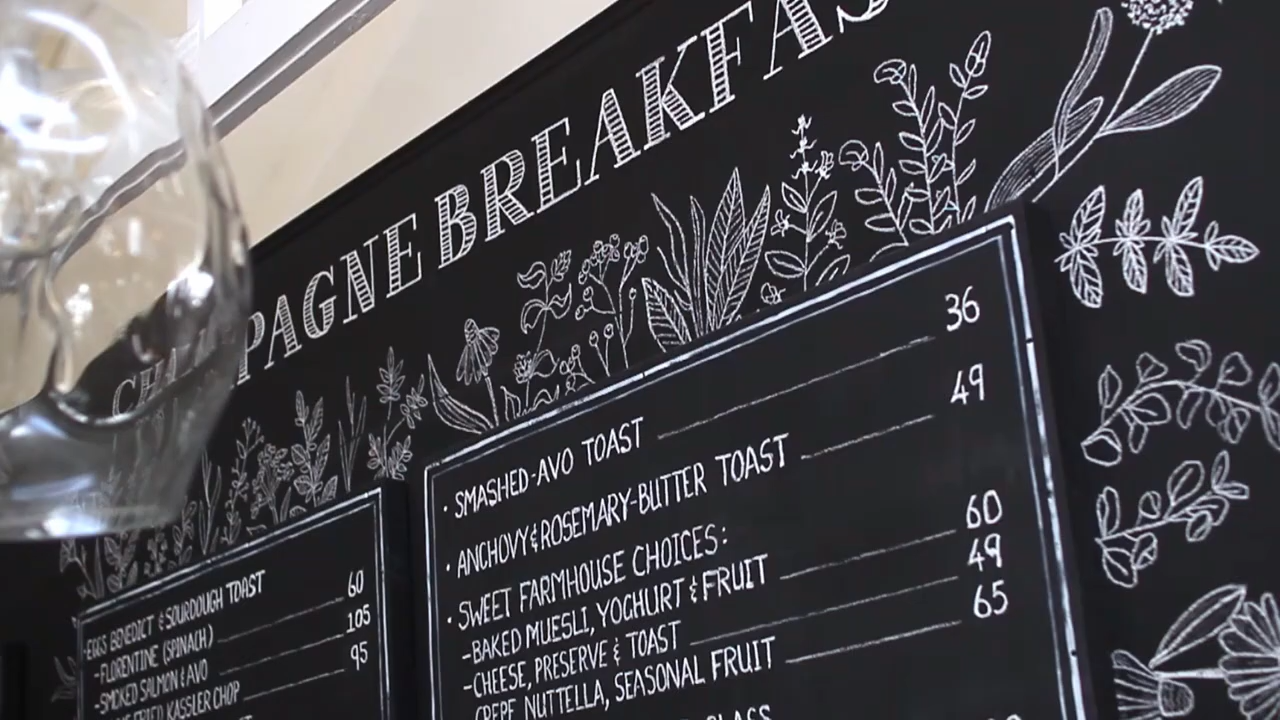 CHAMPAGNE BREAKFAS
-EGGS BENEDICT & SOURDOUGH TOAST
-FLORENTINE (SPINACH) 60
-SMOKED SALMON & AVO 105
FRIED KASSLER CHOP 95
• SMASHED-AVO TOAST 36
• ANCHOVY & ROSEMARY-BUTTER TOAST 49
• SWEET FARMHOUSE CHOICES:
-BAKED MUESLI, YOGHURT & FRUIT 60
-CHEESE, PRESERVE & TOAST 49
CREPE, NUTTELLA, SEASONAL FRUIT 65
GLASS